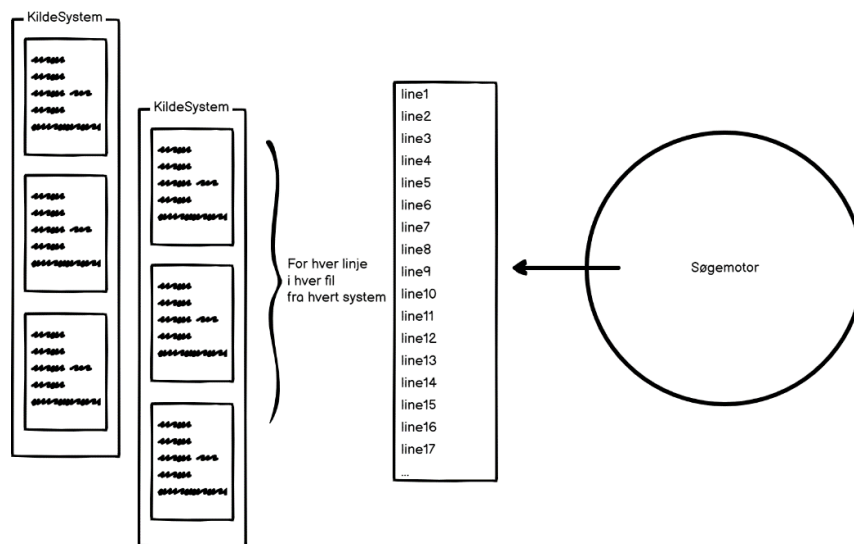 KildeSystem
KildeSystem
For hver linje
i hver fil
fra hvert system
line1
line2
line3
line4
line5
line6
line7
line8
line9
line10
line11
line12
line13
line14
line15
line16
line17
...
Søgemotor